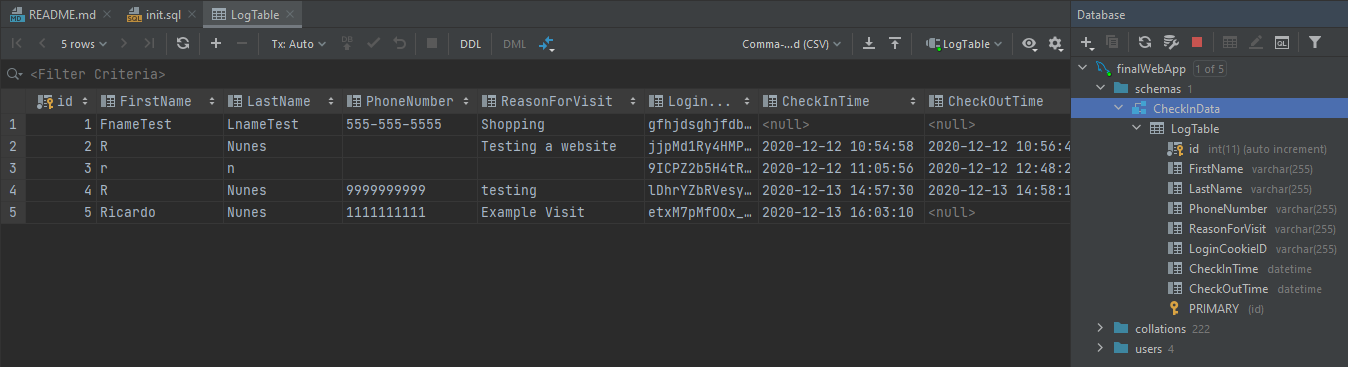 README.md init.sql LogTable Database
5 rows Tx: Auto DB DDL DML Comma-...d (CSV) LogTable
<Filter Criteria>
id FirstName LastName PhoneNumber ReasonForVisit Login... CheckInTime CheckOutTime
1 1 FnameTest LnameTest 555-555-5555 Shopping gfhjdsghjfdb... <null> <null>
2 2 R Nunes Testing a website jjpMd1Ry4HMP... 2020-12-12 10:54:58 2020-12-12 10:56:4
3 3 r n 9ICPZ2b5H4tR... 2020-12-12 11:05:56 2020-12-12 12:48:2
4 4 R Nunes 9999999999 testing lDhrYZbRVesy... 2020-12-13 14:57:30 2020-12-13 14:58:1
5 5 Ricardo Nunes 1111111111 Example Visit etxM7pMfOOx_... 2020-12-13 16:03:10 <null>
QL
finalWebApp 1 of 5
schemas 1
CheckInData
LogTable
id int(11) (auto increment)
FirstName varchar(255)
LastName varchar(255)
PhoneNumber varchar(255)
ReasonForVisit varchar(255)
LoginCookieID varchar(255)
CheckInTime datetime
CheckOutTime datetime
PRIMARY (id)
collations 222
users 4